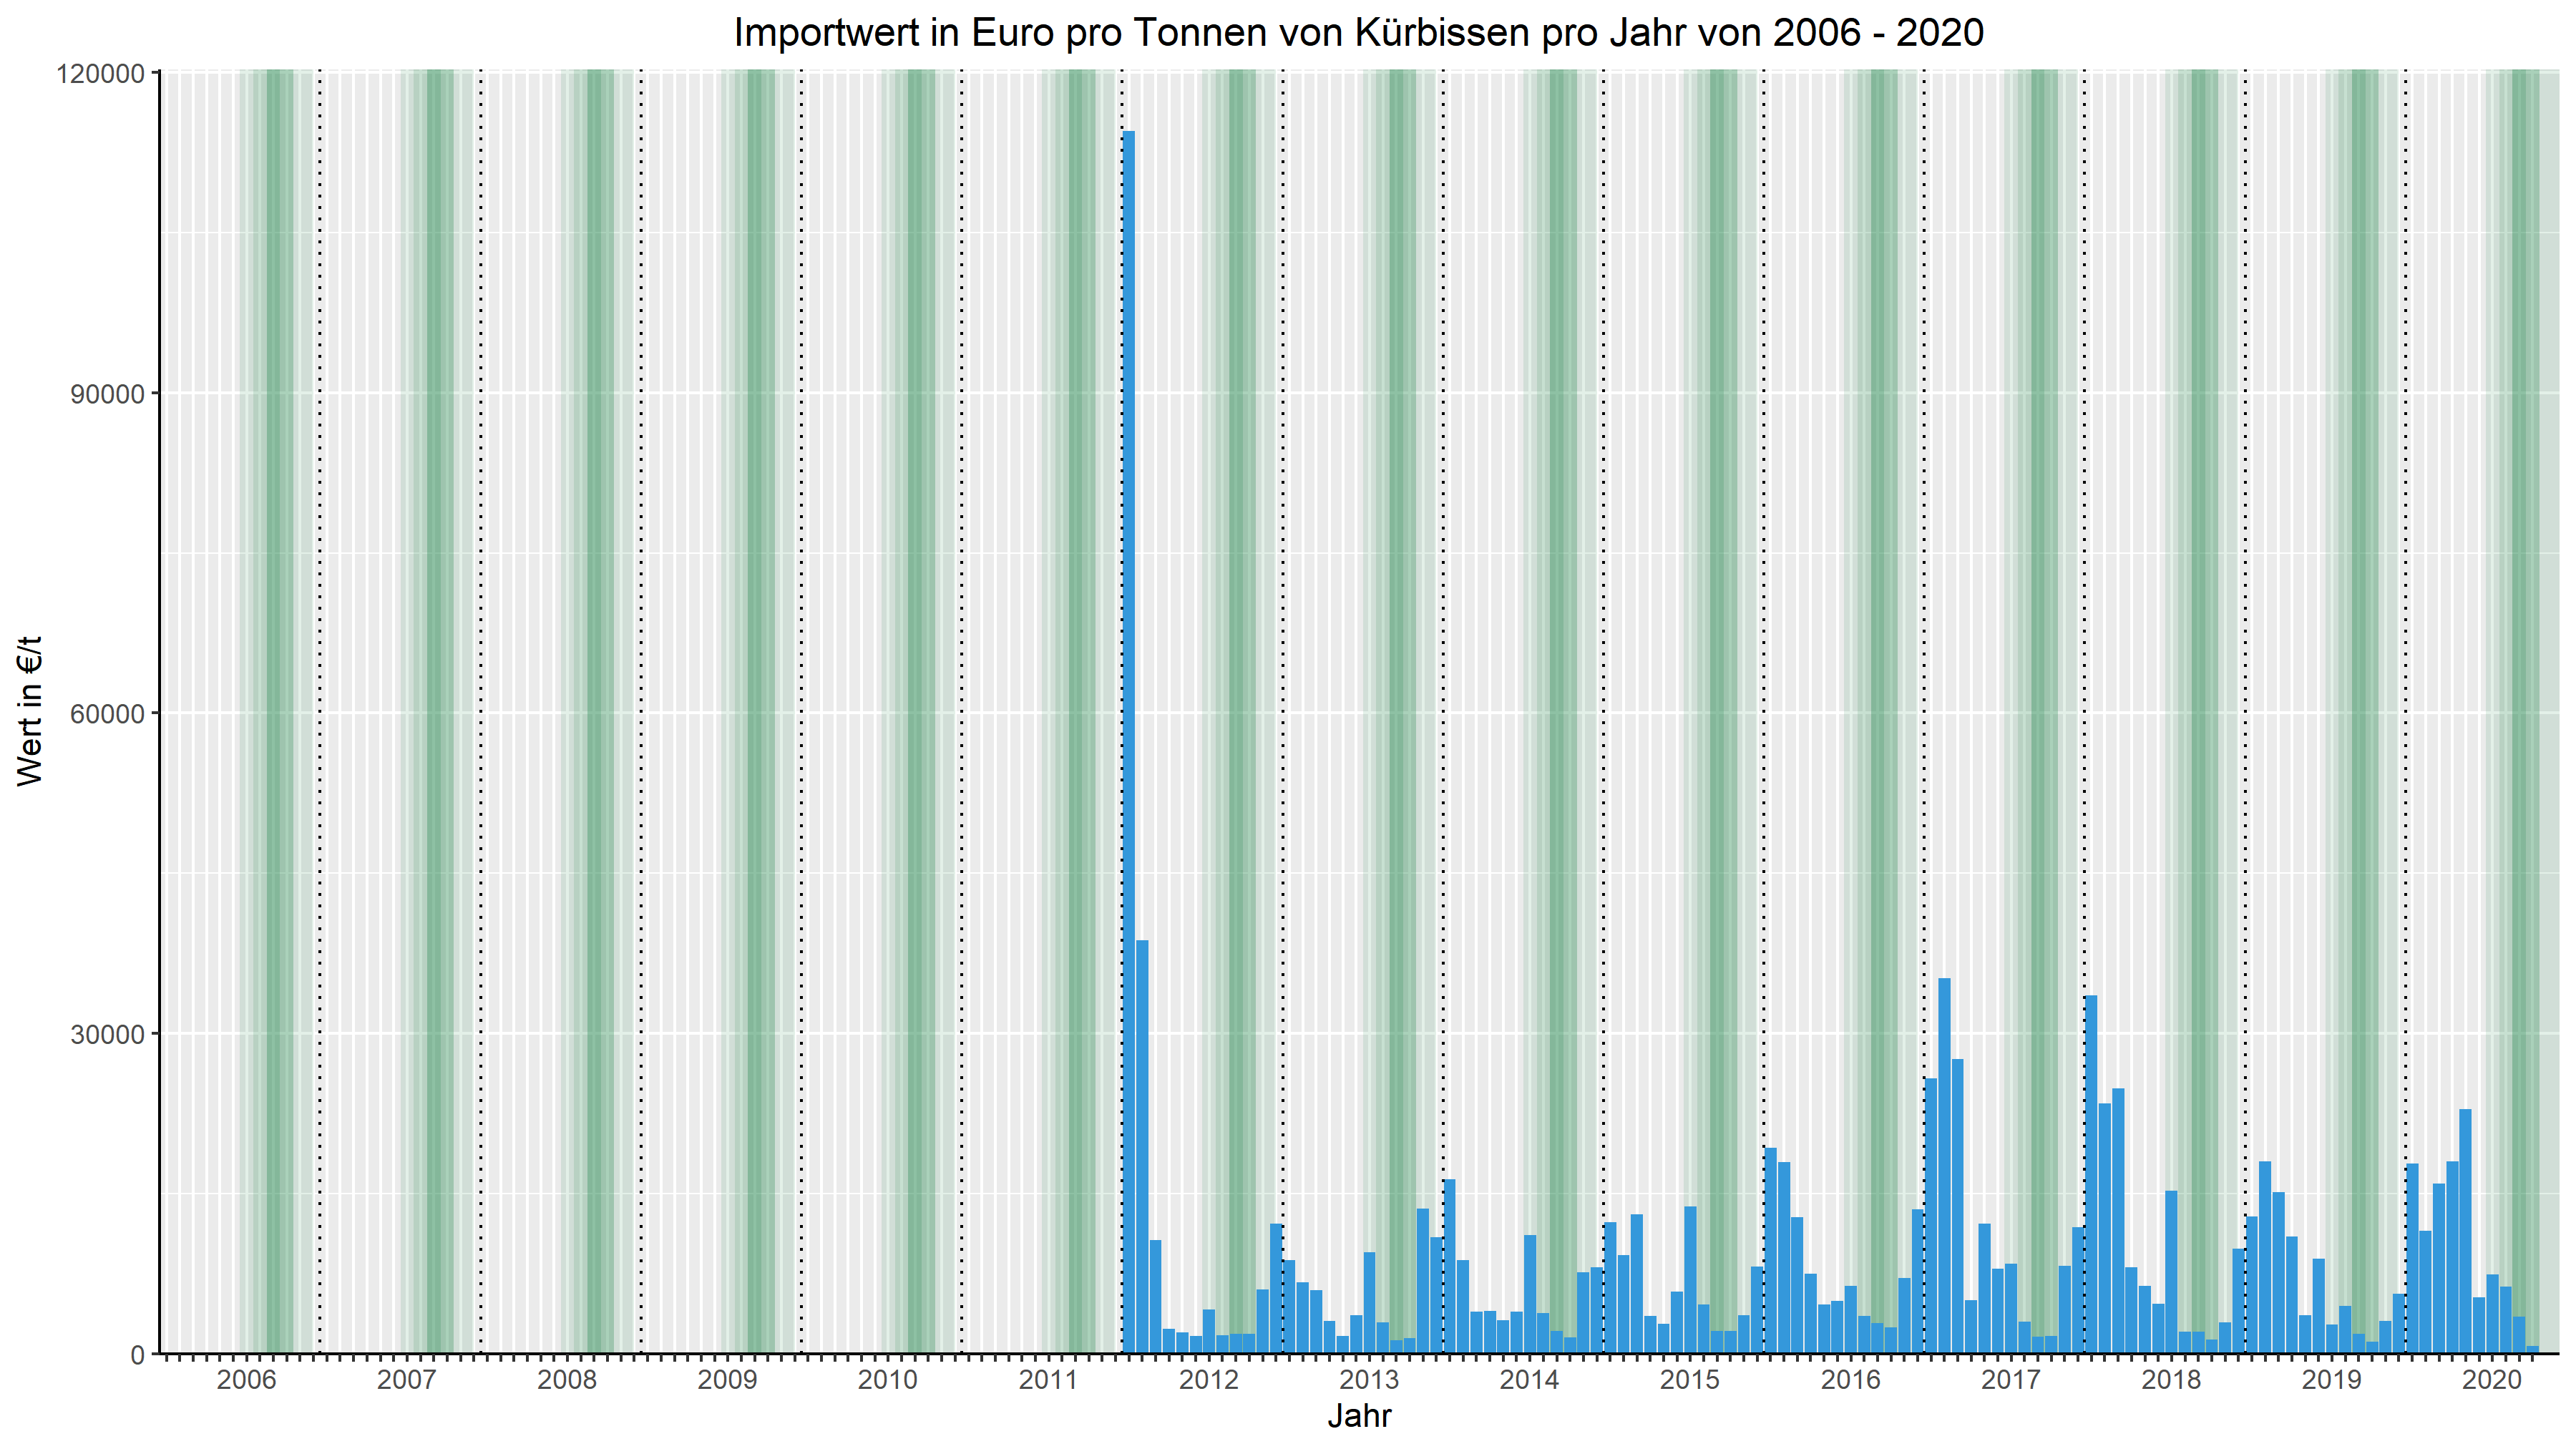 Importwert in Euro pro Tonnen von Kürbissen pro Jahr von 2006 - 2020
120000
90000
60000
30000
0
Wert in €/t
2006 2007 2008 2009 2010 2011 2012 2013 2014 2015 2016 2017 2018 2019 2020
Jahr